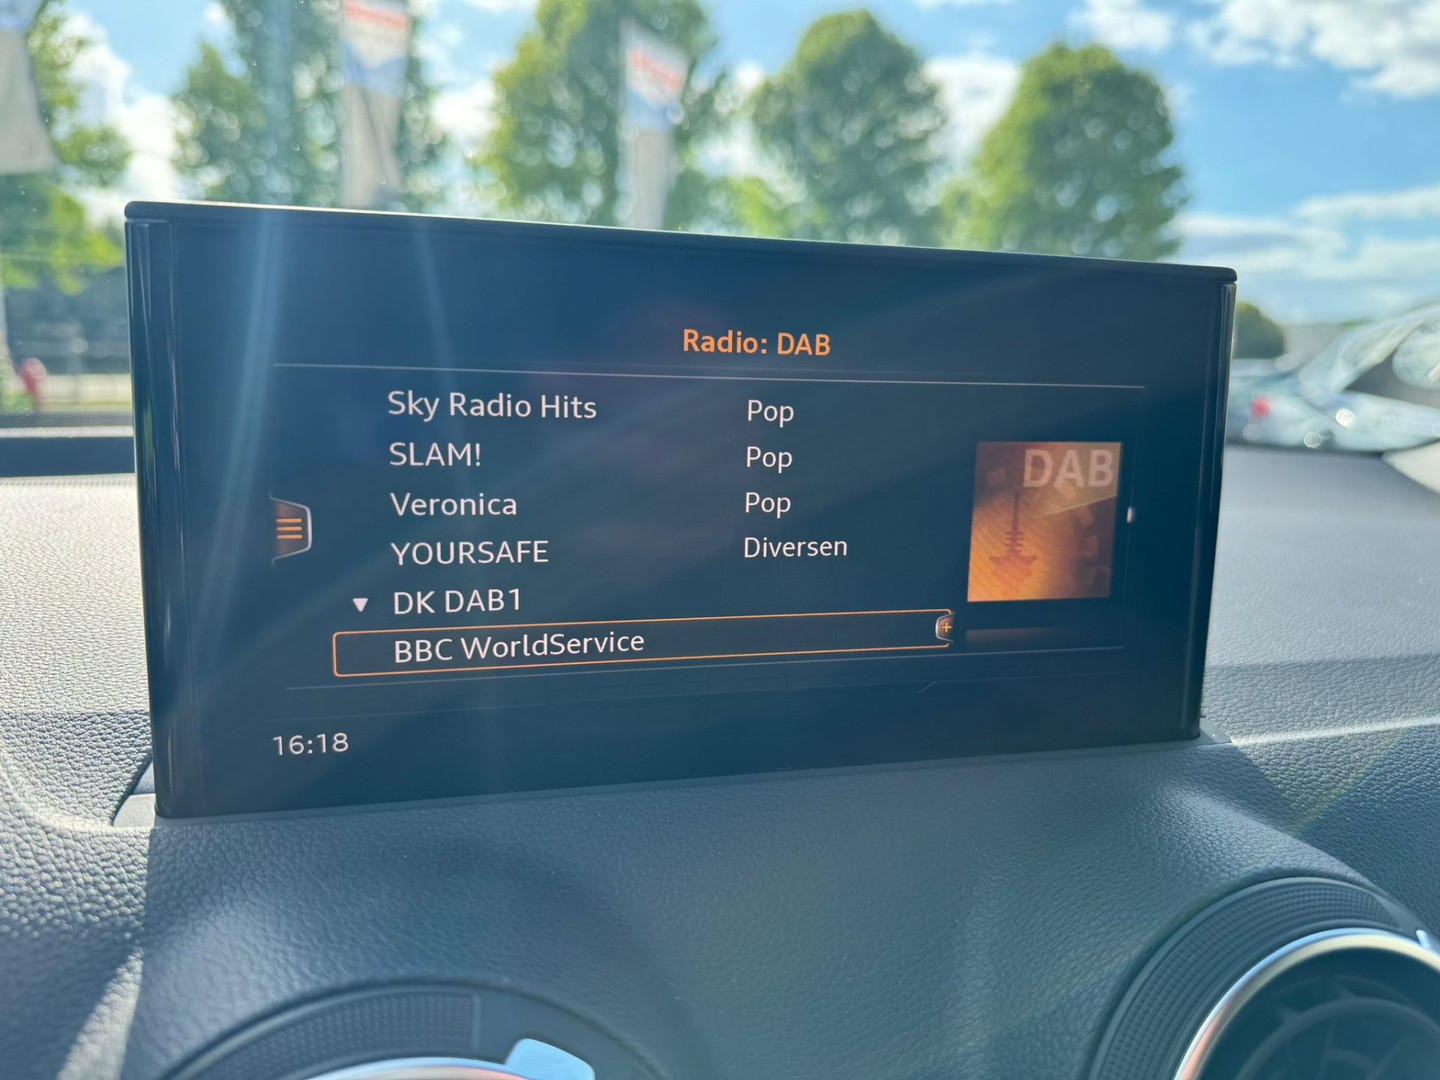 Radio: DAB
Sky Radio Hits Pop
SLAM! Pop
Veronica Pop
YOURSAFE Diversen
DK DAB1
BBC WorldService
DAB
16:18